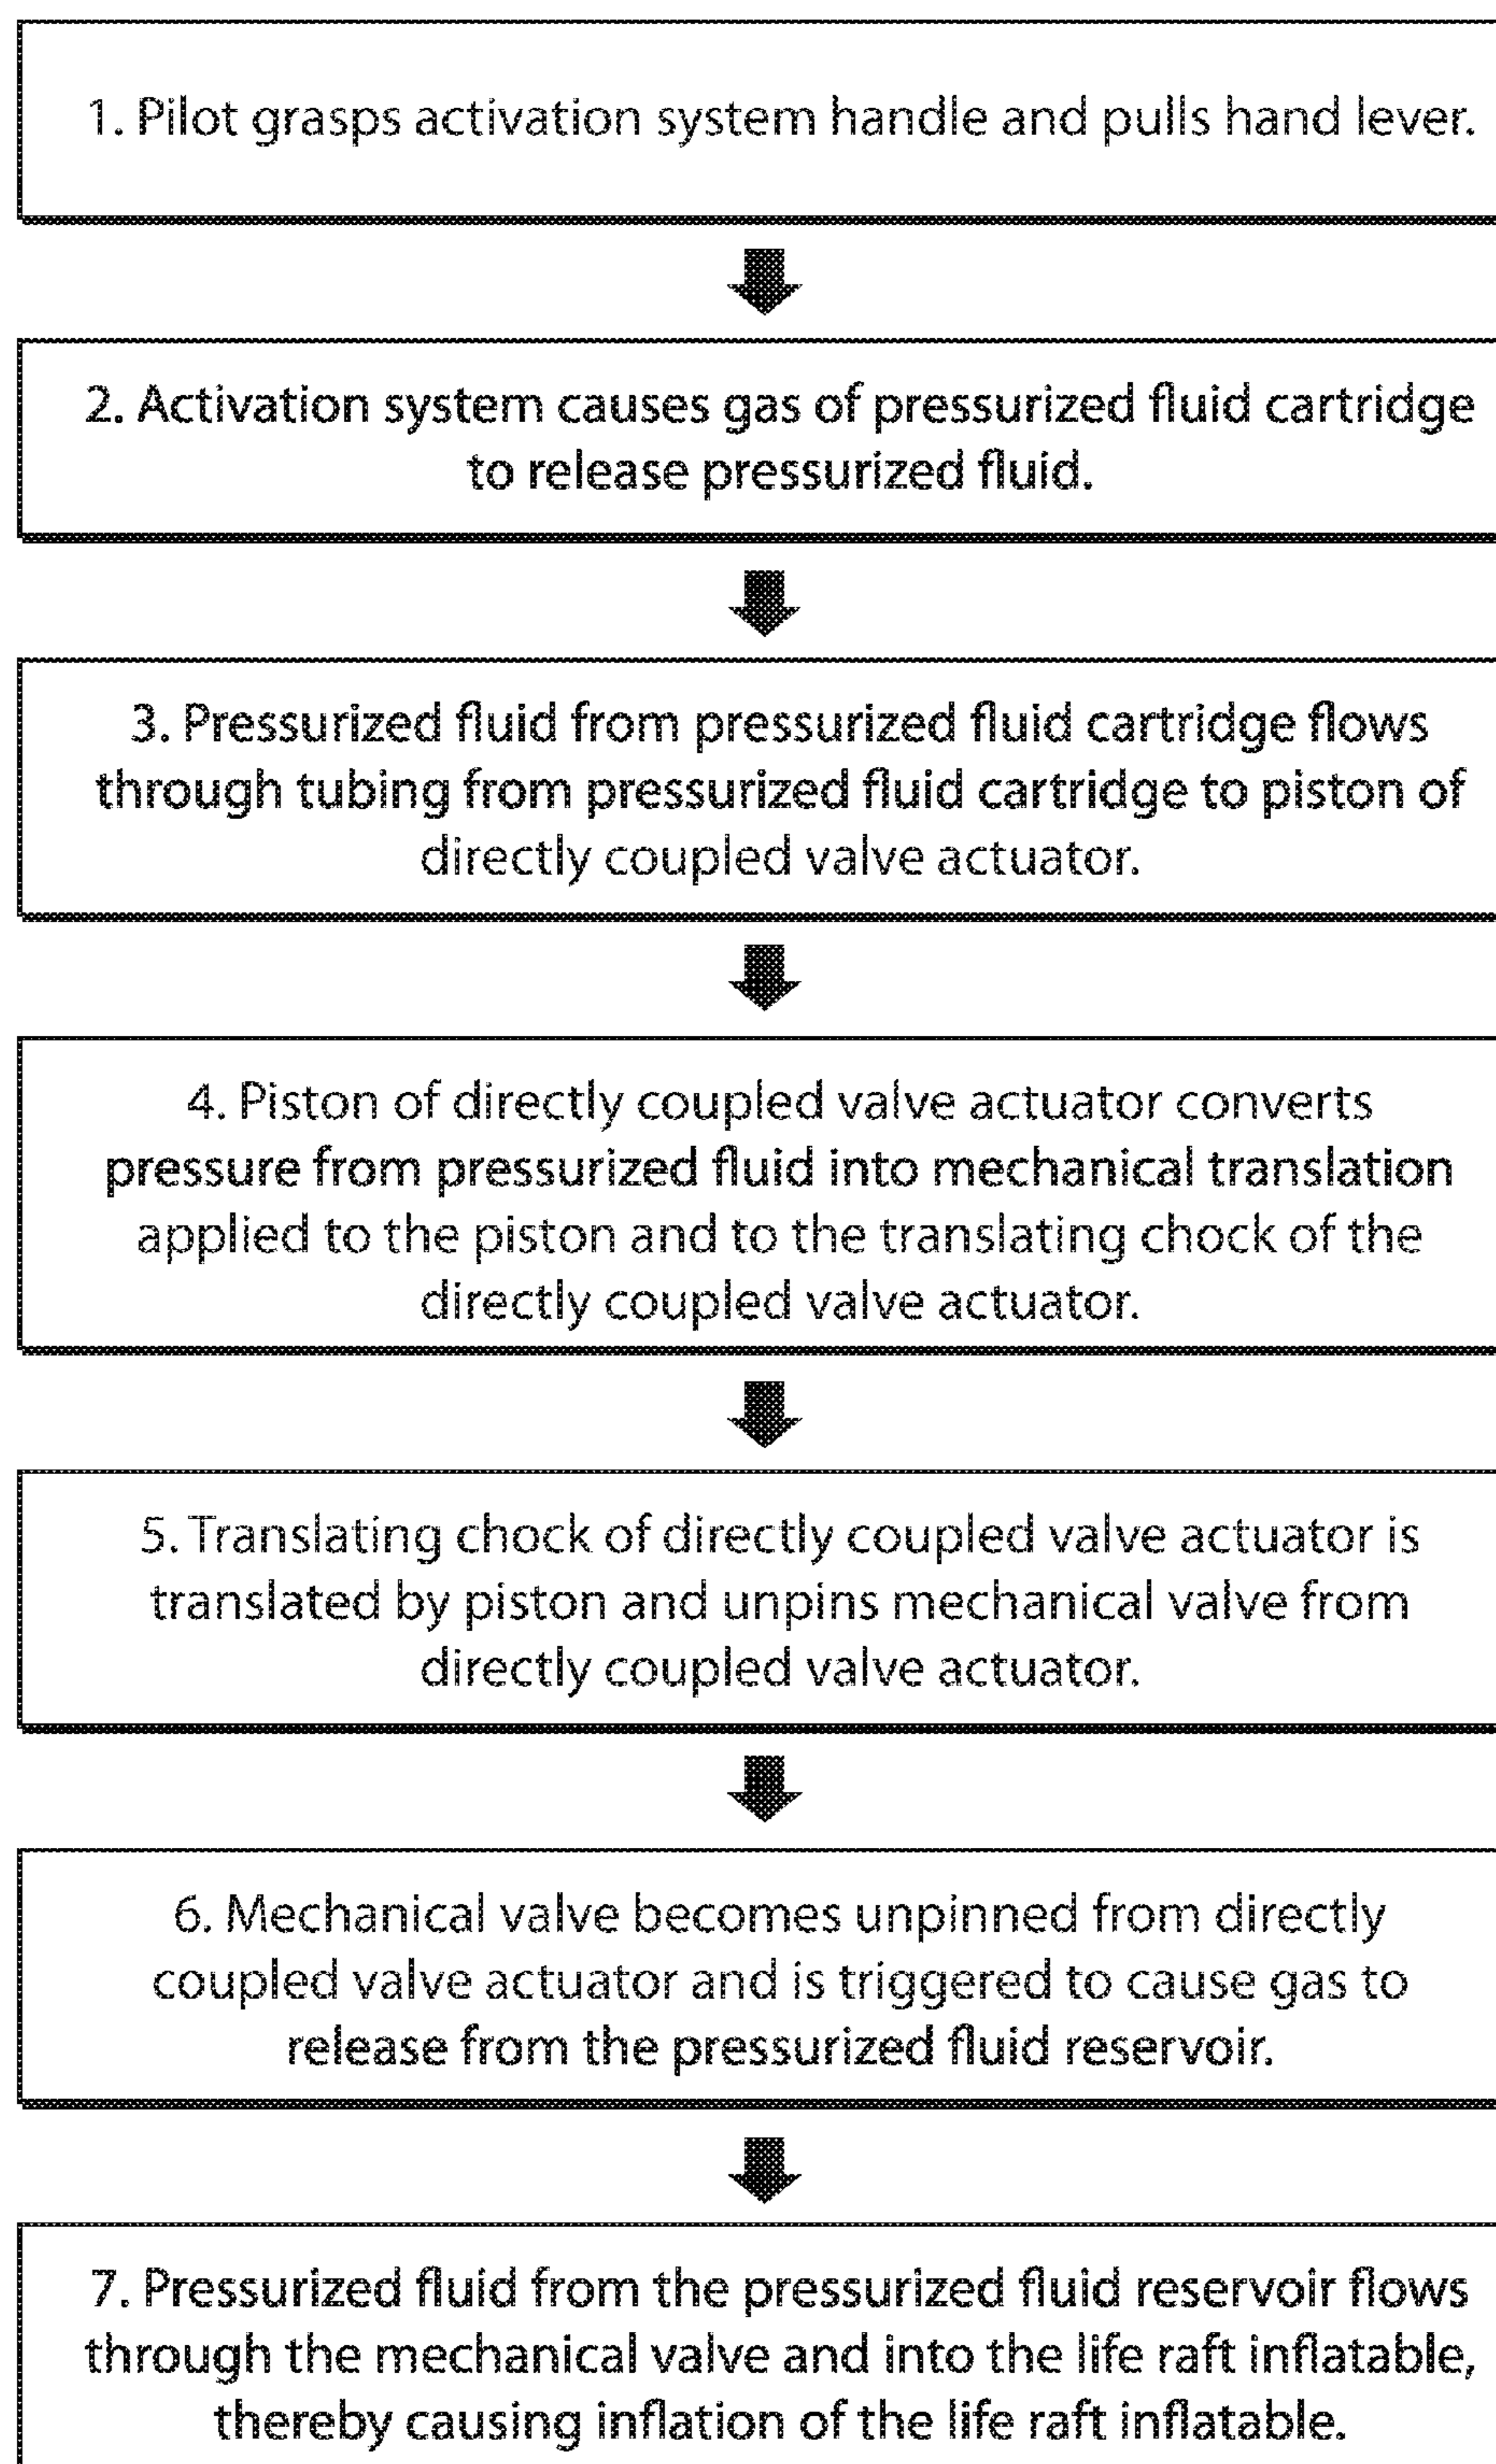 1. Pilot grasps activation system handle and pulls hand lever.
2. Activation system causes gas of pressurized fluid cartridge
to release pressurized fluid.
3. Pressurized fluid from pressurized fluid cartridge flows
through tubing from pressurized fluid cartridge to piston of
directly coupled valve actuator.
4. Piston of directly coupled valve actuator converts
pressure from pressurized fluid into mechanical translation
applied to the piston and to the translating chock of the
directly coupled valve actuator.
5. Translating chock of directly coupled valve actuator is
translated by piston and unpins mechanical valve from
directly coupled valve actuator.
6. Mechanical valve becomes unpinned from directly
coupled valve actuator and is triggered to cause gas to
release from the pressurized fluid reservoir.
7. Pressurized fluid from the pressurized fluid reservoir flows
through the mechanical valve and into the life raft inflatable,
thereby causing inflation of the life raft inflatable.